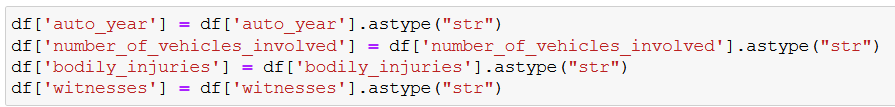 df['auto_year'] = df['auto_year'].astype("str")
df['number_of_vehicles_involved'] = df['number_of_vehicles_involved'].astype("str")
df['bodily_injuries'] = df['bodily_injuries'].astype("str")
df['witnesses'] = df['witnesses'].astype("str")